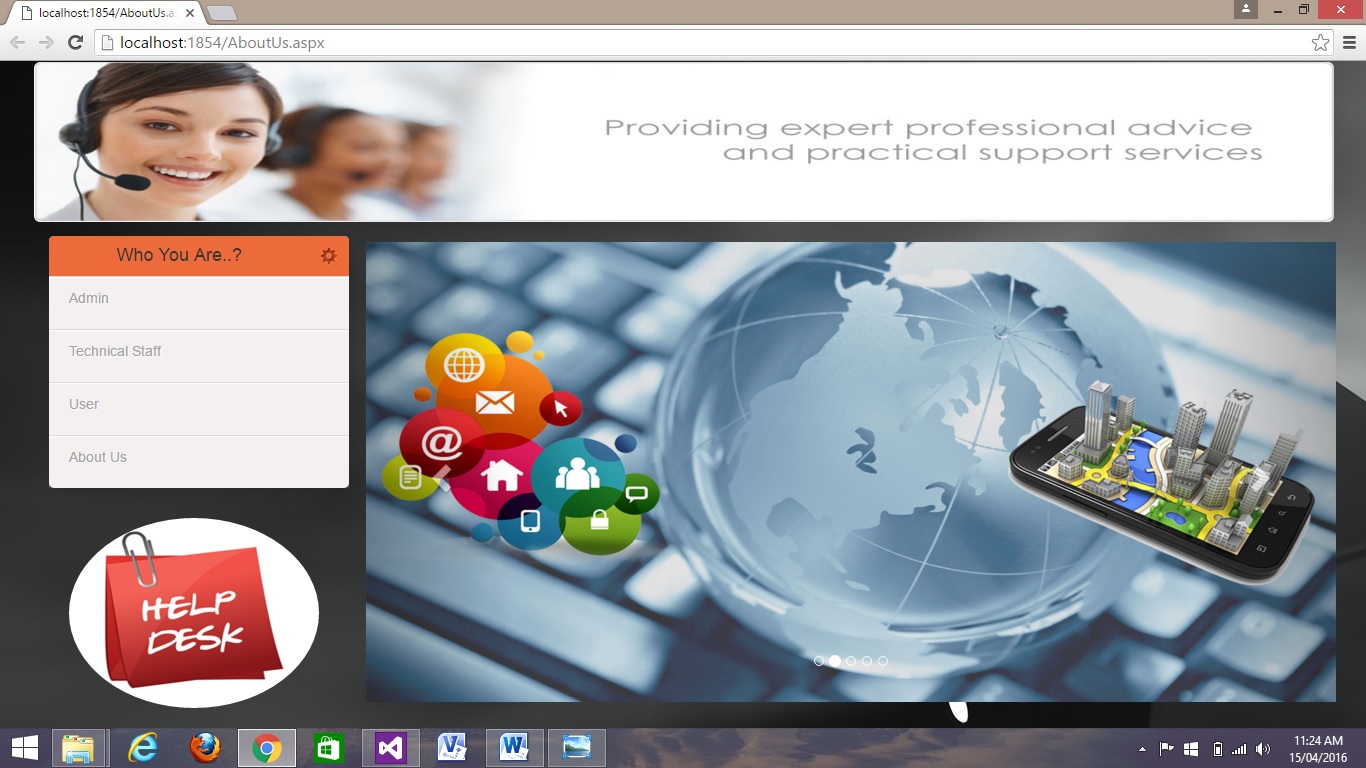 localhost:1854/AboutUs.as
localhost:1854/AboutUs.aspx
Providing expert professional advice
and practical support services
Who You Are..?
Admin
Technical Staff
User
About Us
HELP
DESK
11:24 AM
15/04/2016